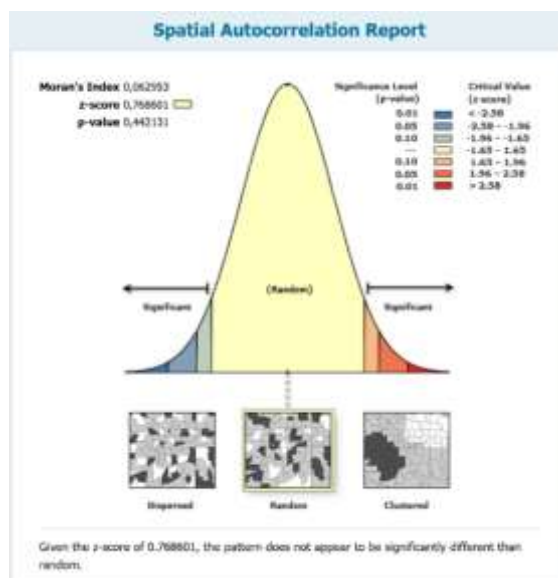 Spatial Autocorrelation Report
Moran's Index 0,062953
z-score 0,768601
p-value 0,442131
Significance Level
(p-value)
0.01
0.05
0.10
---
0.10
0.05
0.01
Critical Value
(z-score)
< -2.58
-2.58 - -1.96
-1.96 - -1.65
-1.65 - 1.65
1.65 - 1.96
1.96 - 2.58
> 2.58
Significant
(Random)
Significant
Dispersed
Random
Clustered
Given the z-score of 0.768601, the pattern does not appear to be significantly different than
random.